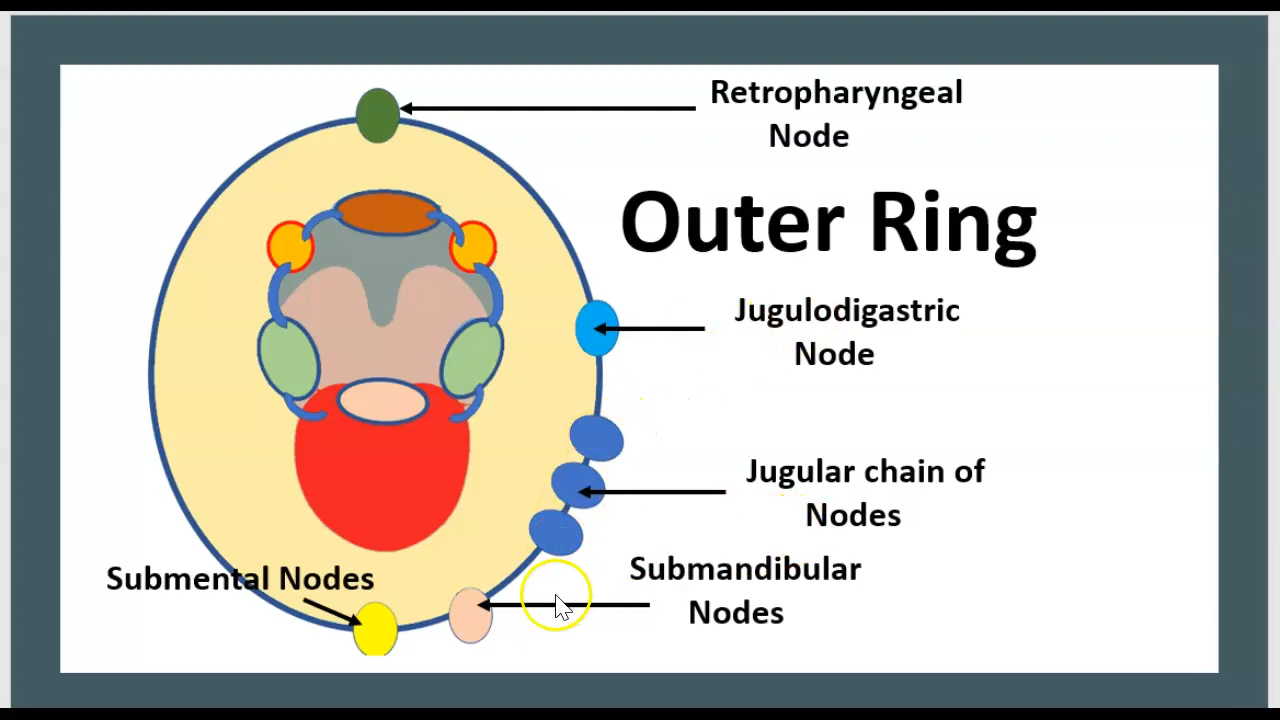 Retropharyngeal
Node
Outer Ring
Jugulodigastric
Node
Jugular chain of
Nodes
Submental Nodes
Submandibular
Nodes